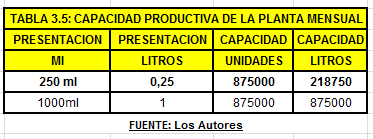 TABLA 3.5: CAPACIDAD PRODUCTIVA DE LA PLANTA MENSUAL
PRESENTACION PRESENTACION CAPACIDAD CAPACIDAD
Ml LITROS UNIDADES LITROS
250 ml 0,25 875000 218750
1000ml 1 875000 875000
FUENTE: Los Autores